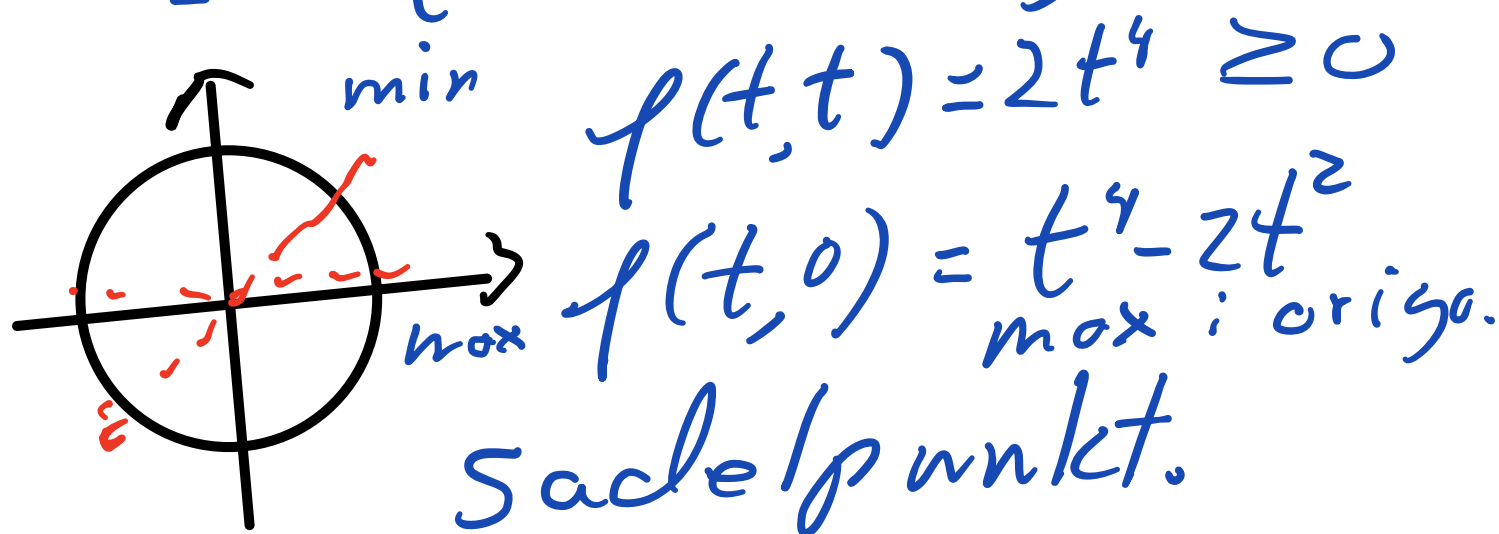 min
f(t,t) = 2t⁴ ≥ 0
max f(t,0) = t⁴ - 2t²
max i origo.
Sadelpunkt.